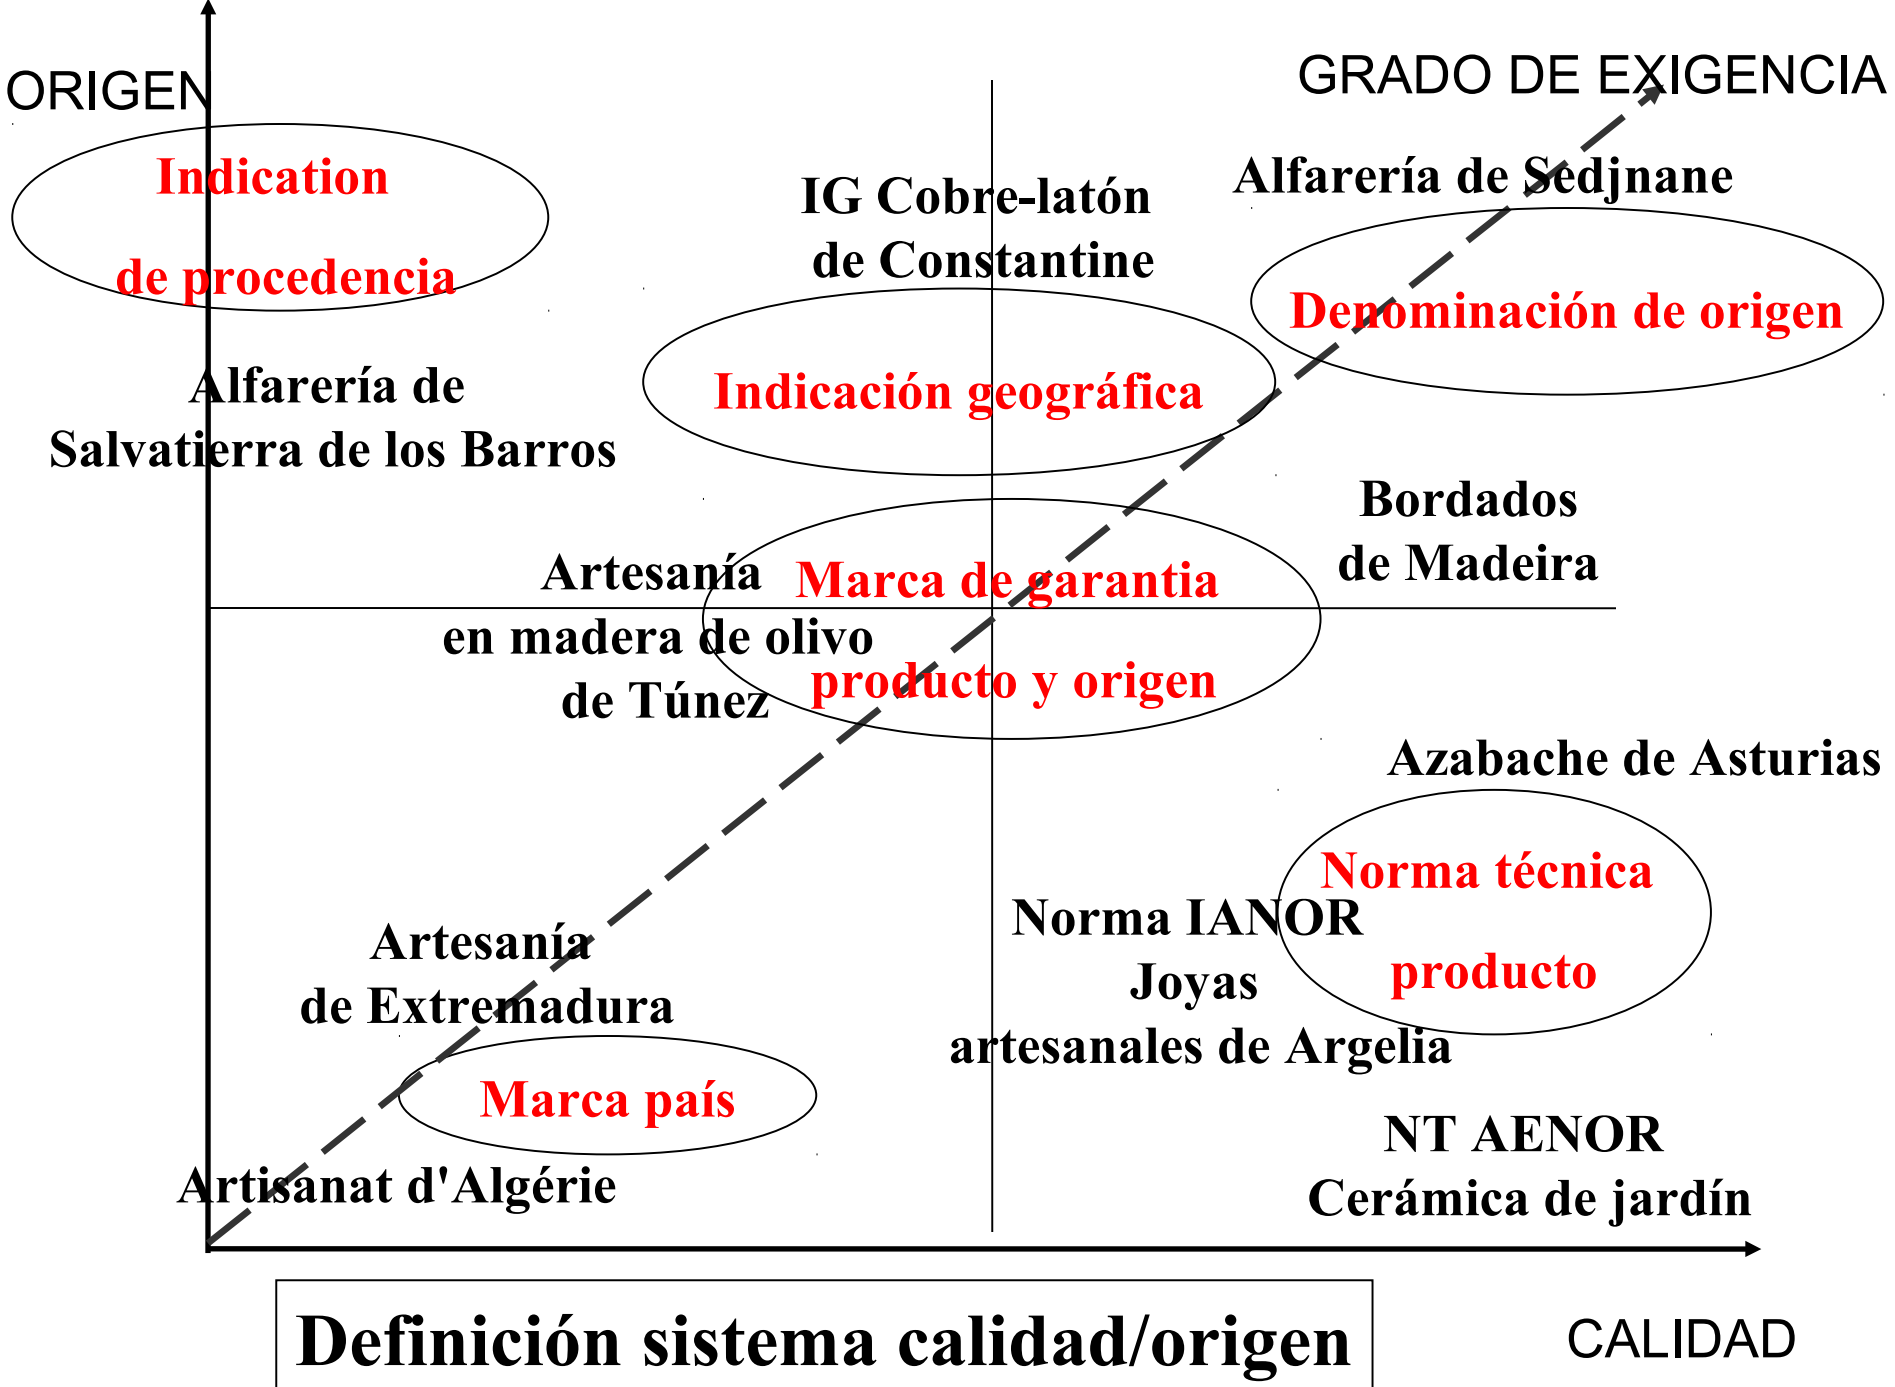 ORIGEN
GRADO DE EXIGENCIA
Indication
de procedencia
IG Cobre-latón
de Constantine
Alfarería de Sedjnane
Denominación de origen
Indicación geográfica
Alfarería de
Salvatierra de los Barros
Bordados
de Madeira
Artesanía
en madera de olivo
de Túnez
Marca de garantia
producto y origen
Azabache de Asturias
Norma técnica
producto
Norma IANOR
Joyas
artesanales de Argelia
Artesanía
de Extremadura
Marca país
Artisanat d'Algérie
NT AENOR
Cerámica de jardín
Definición sistema calidad/origen
CALIDAD